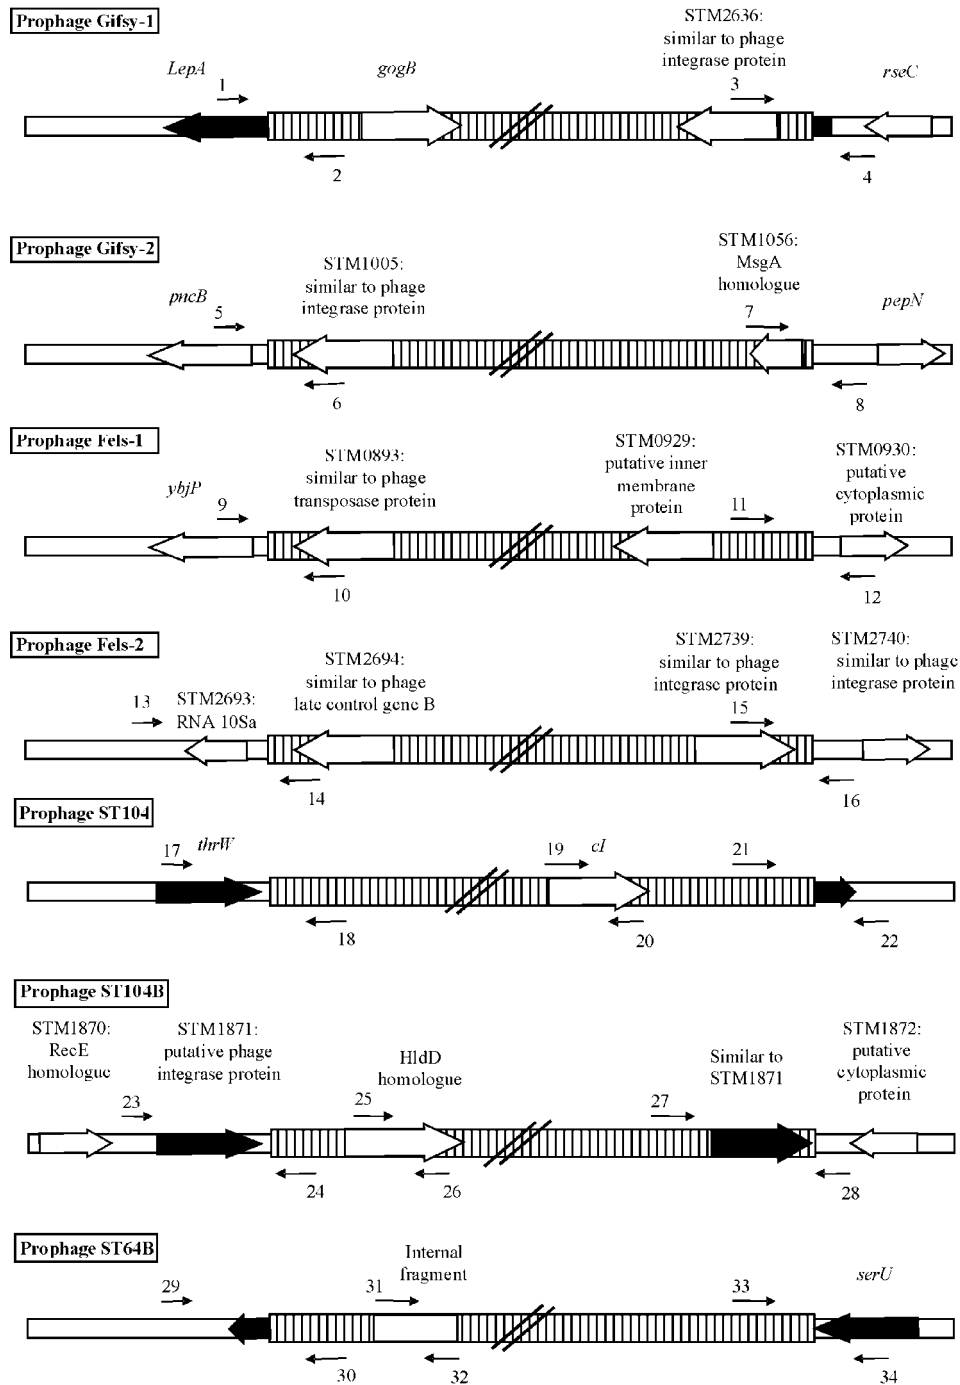 Prophage Gifsy-1
STM2636:
similar to phage
integrase protein
LepA
gogB
rseC
1
3
2
4
Prophage Gifsy-2
STM1005:
similar to phage
integrase protein
STM1056:
MsgA
homologue
pncB
pepN
5
7
6
8
Prophage Fels-1
STM0893:
similar to phage
transposase protein
STM0929:
putative inner
membrane
protein
STM0930:
putative
cytoplasmic
protein
ybjP
9
11
10
12
Prophage Fels-2
STM2693:
RNA 10Sa
STM2694:
similar to phage
late control gene B
STM2739:
similar to phage
integrase protein
STM2740:
similar to phage
integrase protein
13
15
14
16
Prophage ST104
17
thrW
19
cI
21
18
20
22
Prophage ST104B
STM1870:
RecE
homologue
STM1871:
putative phage
integrase protein
HldD
homologue
Similar to
STM1871
STM1872:
putative
cytoplasmic
protein
23
25
27
24
26
28
Prophage ST64B
Internal
fragment
serU
29
31
33
30
32
34